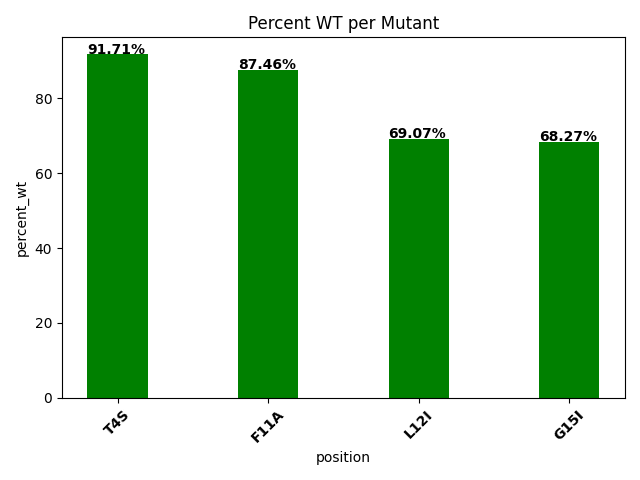 Percent WT per Mutant
91.71%
87.46%
69.07%
68.27%
percent_wt
80
60
40
20
0
T4S
F11A
L12I
G15I
position